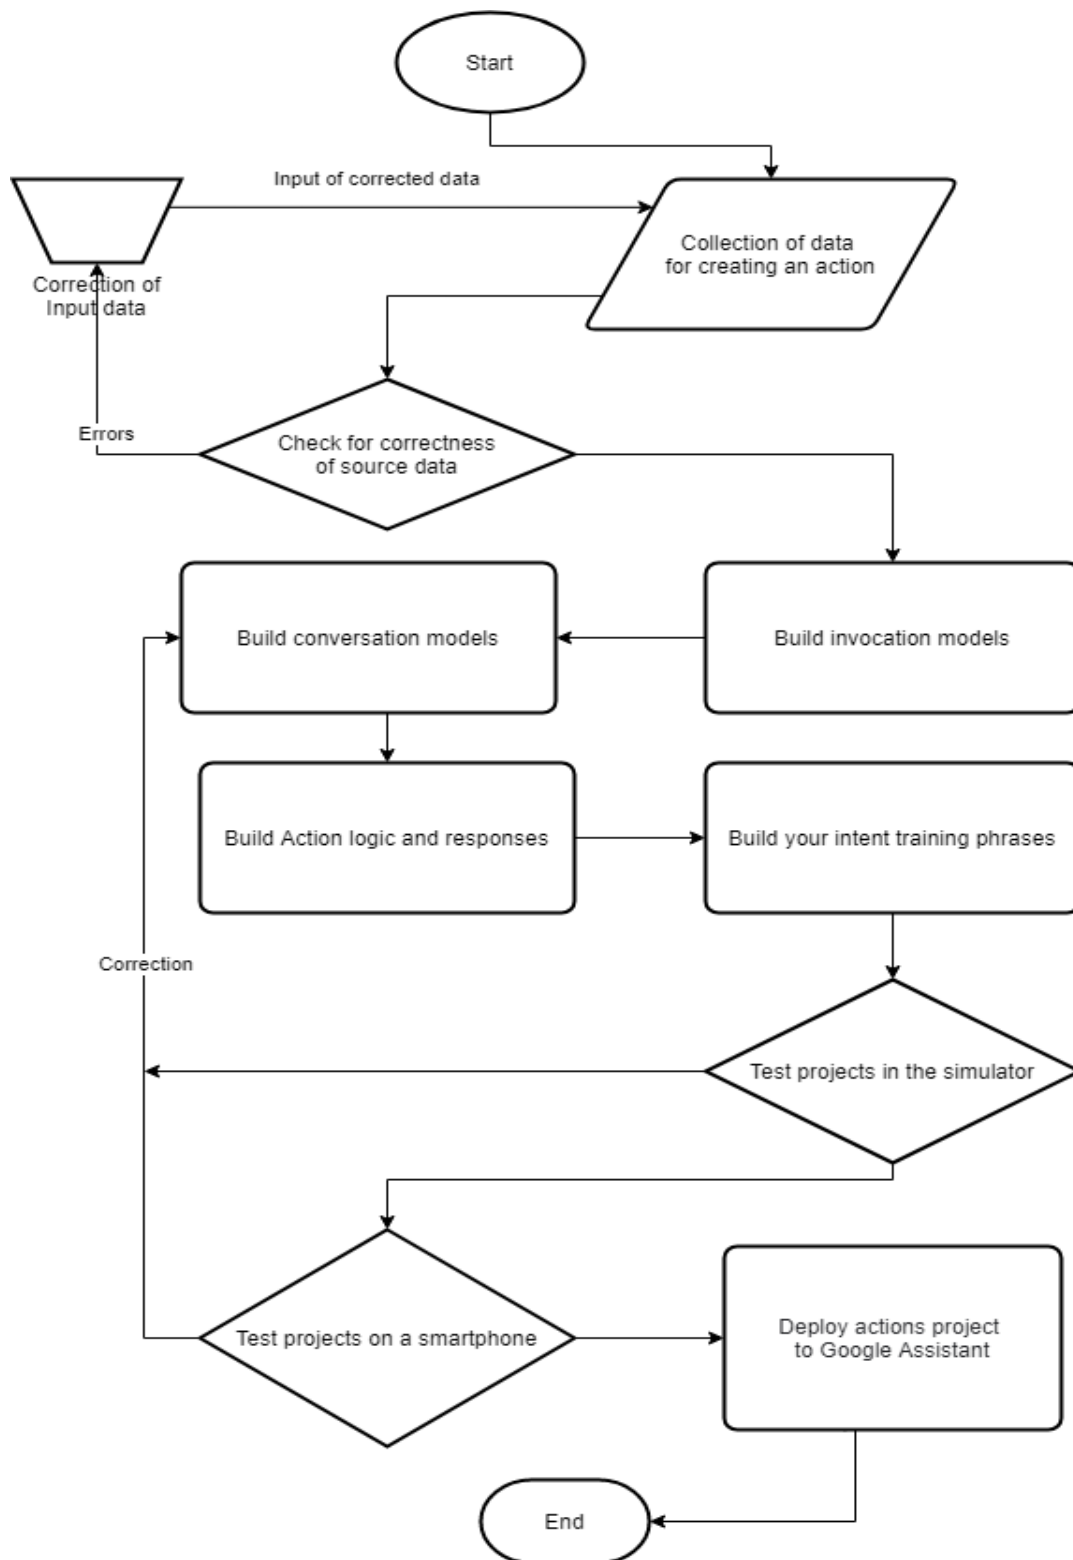 Start
Input of corrected data
Collection of data
for creating an action
Correction of
Input data
Errors
Check for correctness
of source data
Build conversation models
Build invocation models
Build Action logic and responses
Build your intent training phrases
Correction
Test projects in the simulator
Test projects on a smartphone
Deploy actions project
to Google Assistant
End